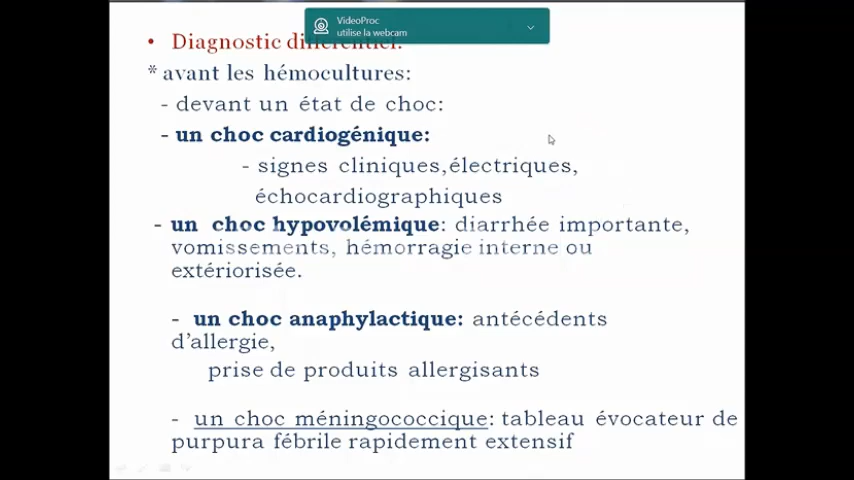 VideoProc
utilise la webcam
• Diagnostic différentiel:
* avant les hémocultures:
- devant un état de choc:
- un choc cardiogénique:
- signes cliniques,électriques,
échocardiographiques
- un choc hypovolémique: diarrhée importante,
vomissements, hémorragie interne ou
extériorisée.
- un choc anaphylactique: antécédents
d'allergie,
prise de produits allergisants
- un choc méningococcique: tableau évocateur de
purpura fébrile rapidement extensif